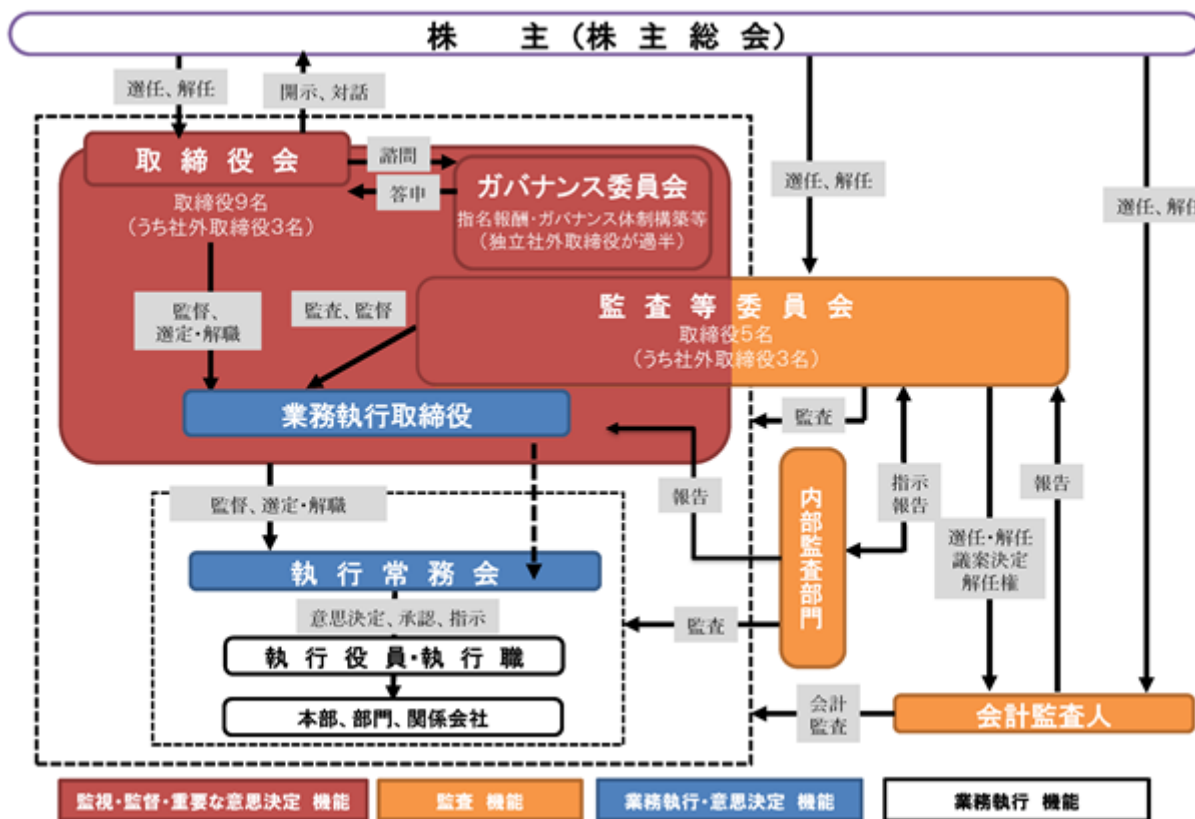 株 主（株 主 総 会）
選任、解任
開示、対話
取 締 役 会
諮問
答申
取締役9名
（うち社外取締役3名）
ガバナンス委員会
指名報酬・ガバナンス体制構築等
（独立社外取締役が過半）
選任、解任
選任、解任
監督、
選定・解職
監査、監督
監 査 等 委 員 会
取締役5名
（うち社外取締役3名）
業務執行取締役
監査
監督、選定・解職
報告
内部監査部門
指示
報告
選任・解任
議案決定
解任権
報告
執 行 常 務 会
意思決定、承認、指示
監査
執 行 役 員・執 行 職
本部、部門、関係会社
会計
監査
会計監査人
監視・監督・重要な意思決定 機能
監査 機能
業務執行・意思決定 機能
業務執行 機能